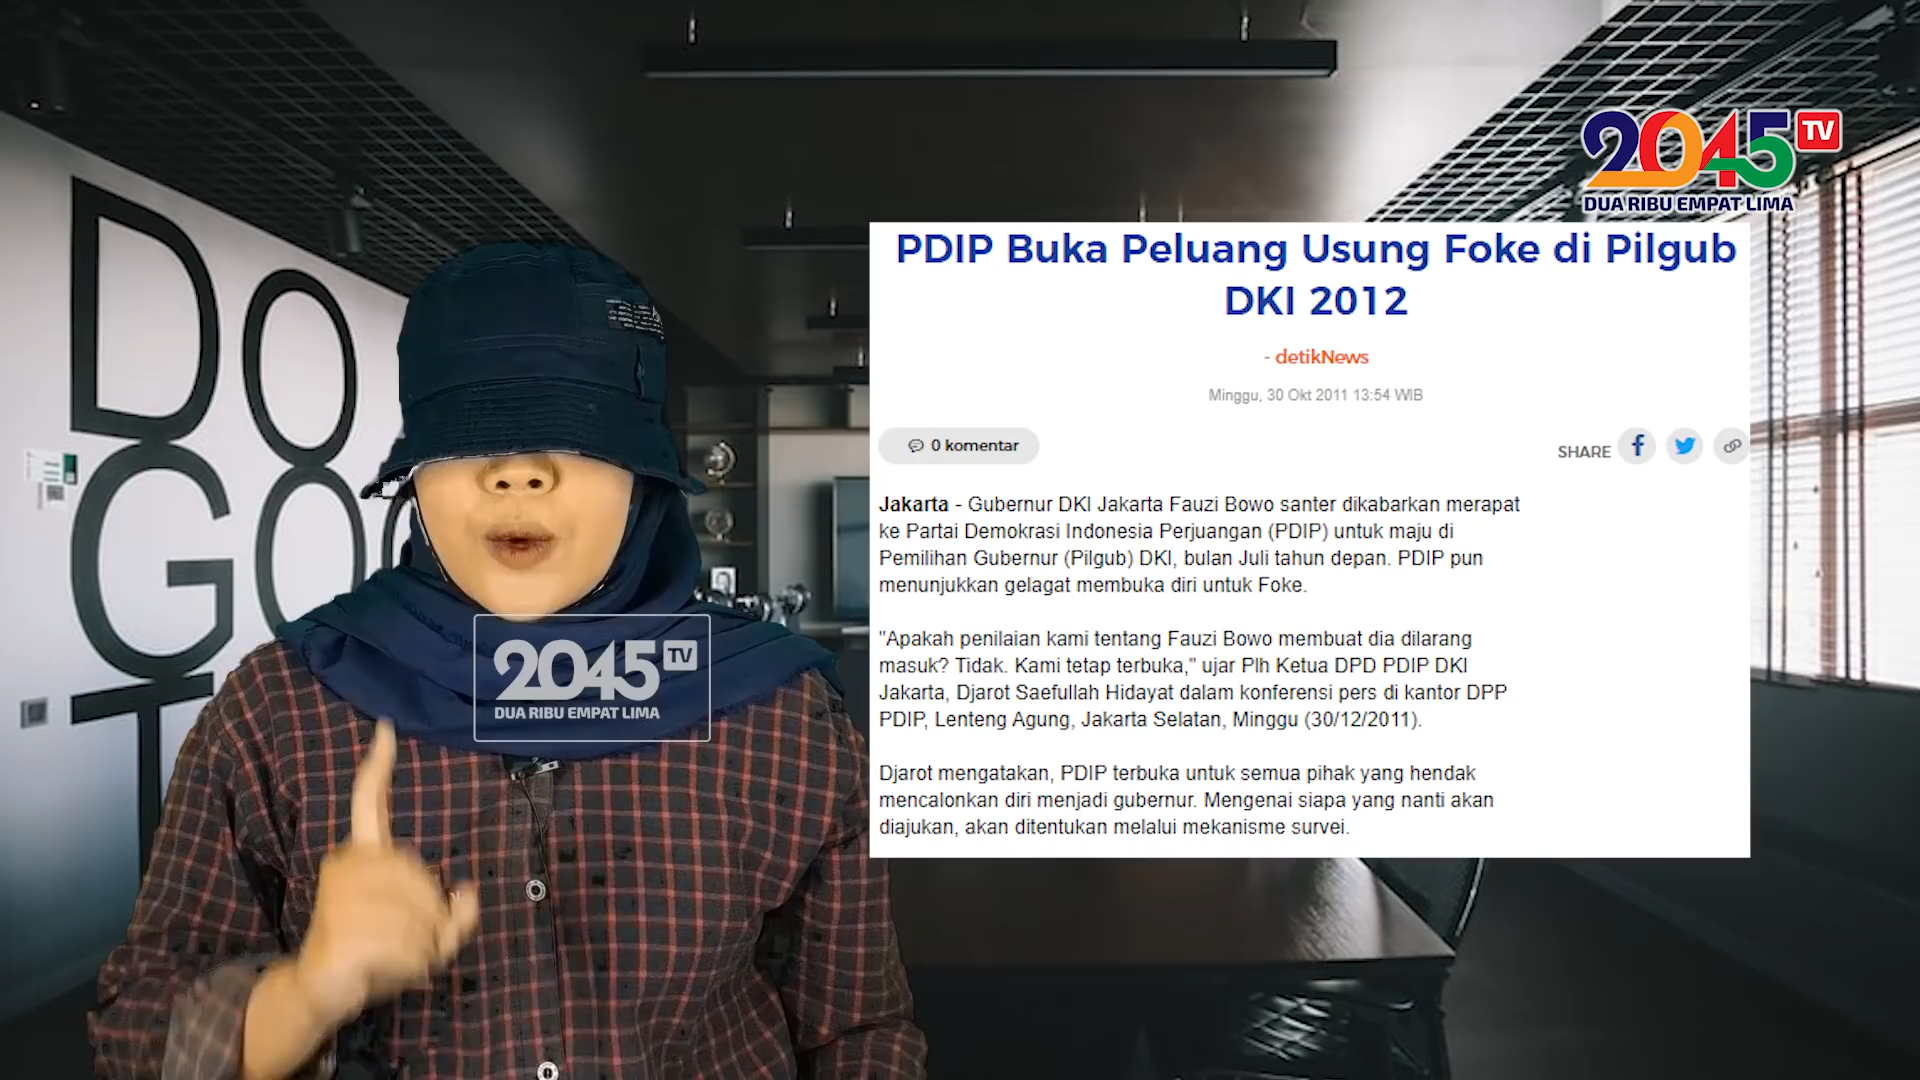 DO
GOO
T
2045 TV
DUA RIBU EMPAT LIMA
PDIP Buka Peluang Usung Foke di Pilgub
DKI 2012
- detikNews
Minggu, 30 Okt 2011 13:54 WIB
0 komentar
SHARE
Jakarta - Gubernur DKI Jakarta Fauzi Bowo santer dikabarkan merapat
ke Partai Demokrasi Indonesia Perjuangan (PDIP) untuk maju di
Pemilihan Gubernur (Pilgub) DKI, bulan Juli tahun depan. PDIP pun
menunjukkan gelagat membuka diri untuk Foke.
"Apakah penilaian kami tentang Fauzi Bowo membuat dia dilarang
masuk? Tidak. Kami tetap terbuka," ujar Plh Ketua DPD PDIP DKI
Jakarta, Djarot Saefullah Hidayat dalam konferensi pers di kantor DPP
PDIP, Lenteng Agung, Jakarta Selatan, Minggu (30/12/2011).
Djarot mengatakan, PDIP terbuka untuk semua pihak yang hendak
mencalonkan diri menjadi gubernur. Mengenai siapa yang nanti akan
diajukan, akan ditentukan melalui mekanisme survei.
2045 TV
DUA RIBU EMPAT LIMA